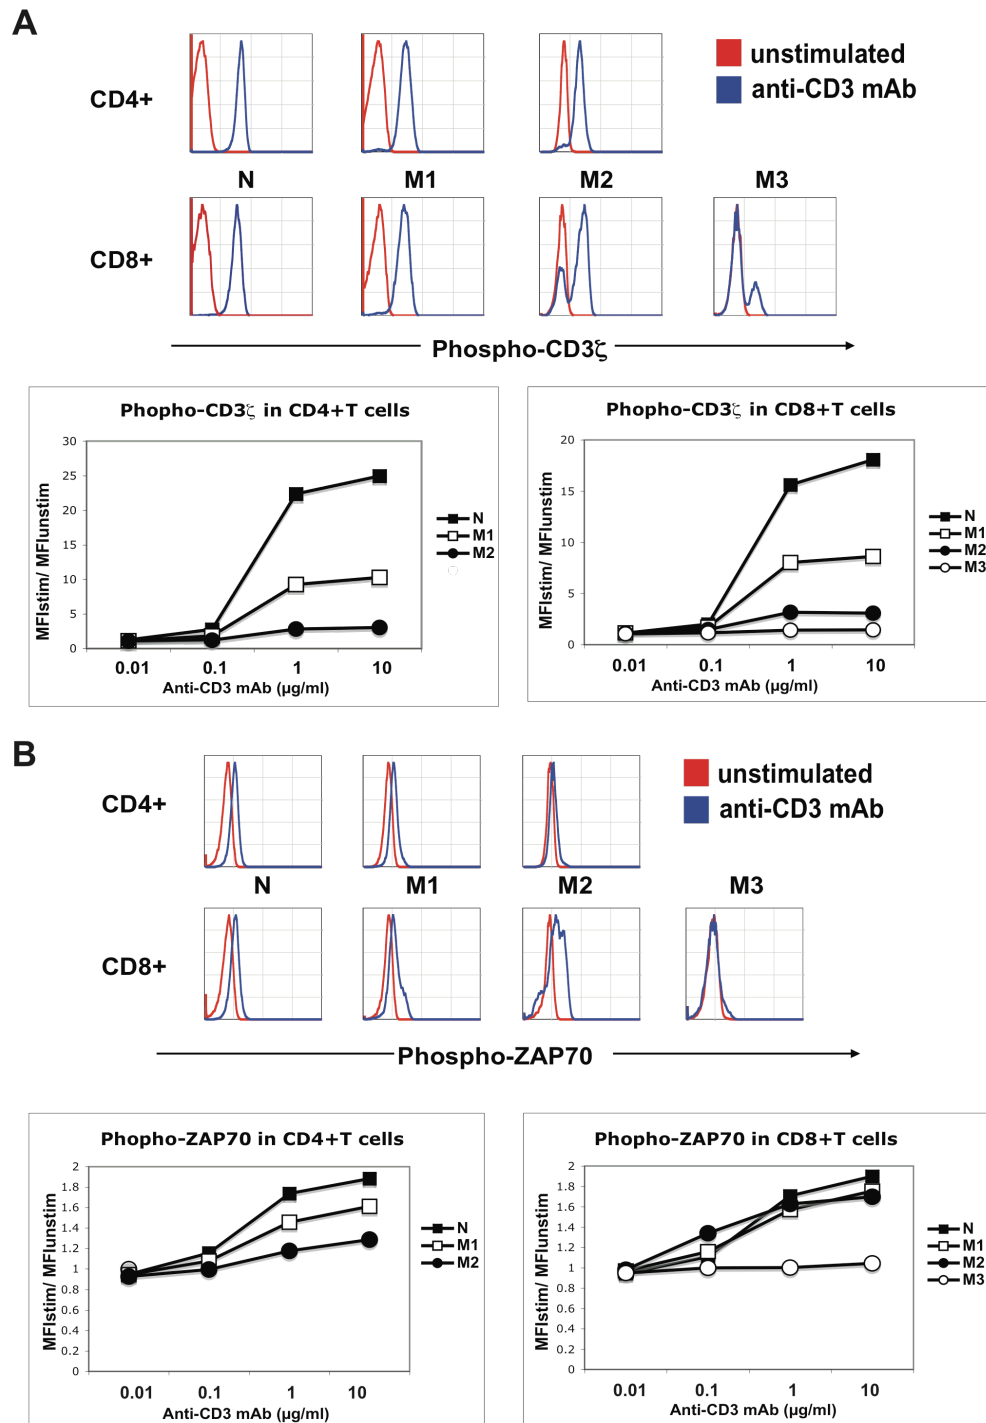 A
unstimulated
anti-CD3 mAb
CD4+
N M1 M2 M3
CD8+
Phospho-CD3ζ
Phopho-CD3ζ in CD4+T cells
MFIstim/ MFIunstim
30
25
20
15
10
5
0
0.01 0.1 1 10
Anti-CD3 mAb (µg/ml)
N
M1
M2
Phopho-CD3ζ in CD8+T cells
MFIstim/ MFIunstim
20
15
10
5
0
0.01 0.1 1 10
Anti-CD3 mAb (µg/ml)
N
M1
M2
M3
B
unstimulated
anti-CD3 mAb
CD4+
N M1 M2 M3
CD8+
Phospho-ZAP70
Phopho-ZAP70 in CD4+T cells
MFIstim/ MFIunstim
2
1.8
1.6
1.4
1.2
1
0.8
0.6
0.4
0.2
0
0.01 0.1 1 10
Anti-CD3 mAb (µg/ml)
N
M1
M2
Phopho-ZAP70 in CD8+T cells
MFIstim/ MFIunstim
2
1.8
1.6
1.4
1.2
1
0.8
0.6
0.4
0.2
0
0.01 0.1 1 10
Anti-CD3 mAb (µg/ml)
N
M1
M2
M3